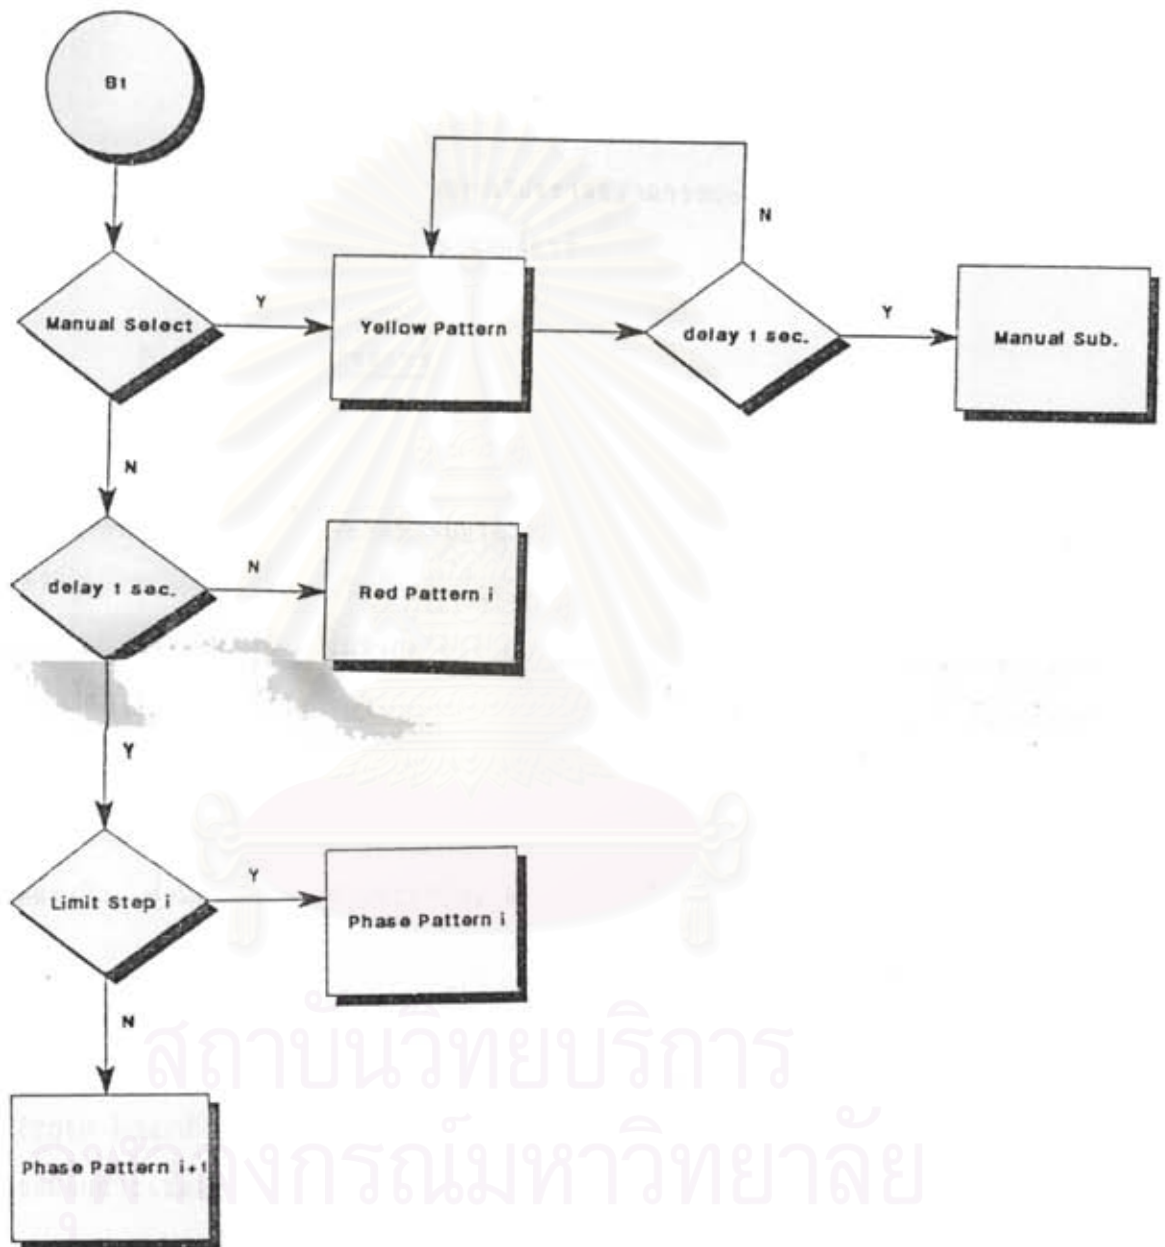 B1
Manual Select
Y
Yellow Pattern
N
delay 1 sec.
Y
Manual Sub.
N
delay 1 sec.
N
Red Pattern i
Y
Limit Step i
Y
Phase Pattern i
N
Phase Pattern i+1
สถาบันวิทยบริการ
จุฬาลงกรณ์มหาวิทยาลัย